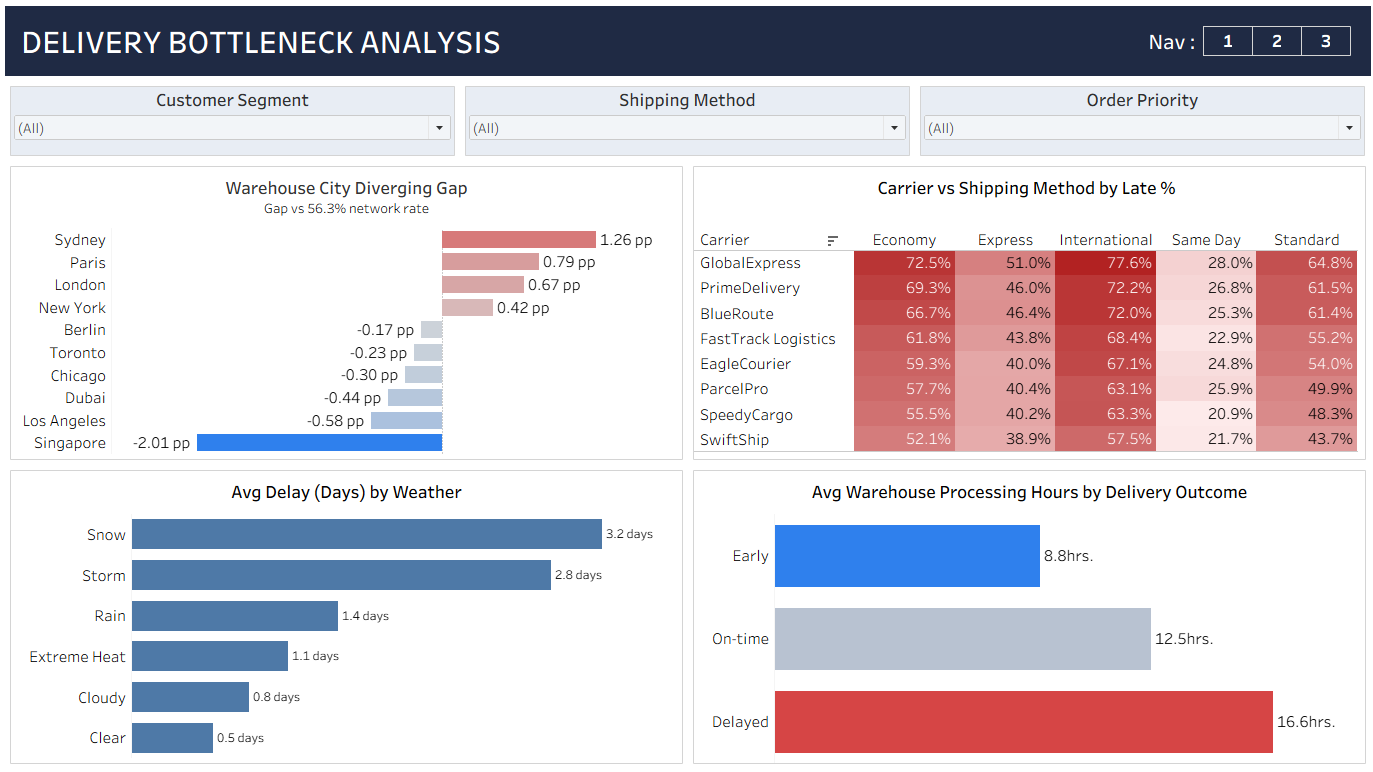 DELIVERY BOTTLENECK ANALYSIS
Nav : 1 2 3
Customer Segment
(All)
Shipping Method
(All)
Order Priority
(All)
Warehouse City Diverging Gap
Gap vs 56.3% network rate
Sydney 1.26 pp
Paris 0.79 pp
London 0.67 pp
New York 0.42 pp
Berlin -0.17 pp
Toronto -0.23 pp
Chicago -0.30 pp
Dubai -0.44 pp
Los Angeles -0.58 pp
Singapore -2.01 pp
Carrier vs Shipping Method by Late %
Carrier Economy Express International Same Day Standard
GlobalExpress 72.5% 51.0% 77.6% 28.0% 64.8%
PrimeDelivery 69.3% 46.0% 72.2% 26.8% 61.5%
BlueRoute 66.7% 46.4% 72.0% 25.3% 61.4%
FastTrack Logistics 61.8% 43.8% 68.4% 22.9% 55.2%
EagleCourier 59.3% 40.0% 67.1% 24.8% 54.0%
ParcelPro 57.7% 40.4% 63.1% 25.9% 49.9%
SpeedyCargo 55.5% 40.2% 63.3% 20.9% 48.3%
SwiftShip 52.1% 38.9% 57.5% 21.7% 43.7%
Avg Delay (Days) by Weather
Snow 3.2 days
Storm 2.8 days
Rain 1.4 days
Extreme Heat 1.1 days
Cloudy 0.8 days
Clear 0.5 days
Avg Warehouse Processing Hours by Delivery Outcome
Early 8.8hrs.
On-time 12.5hrs.
Delayed 16.6hrs.